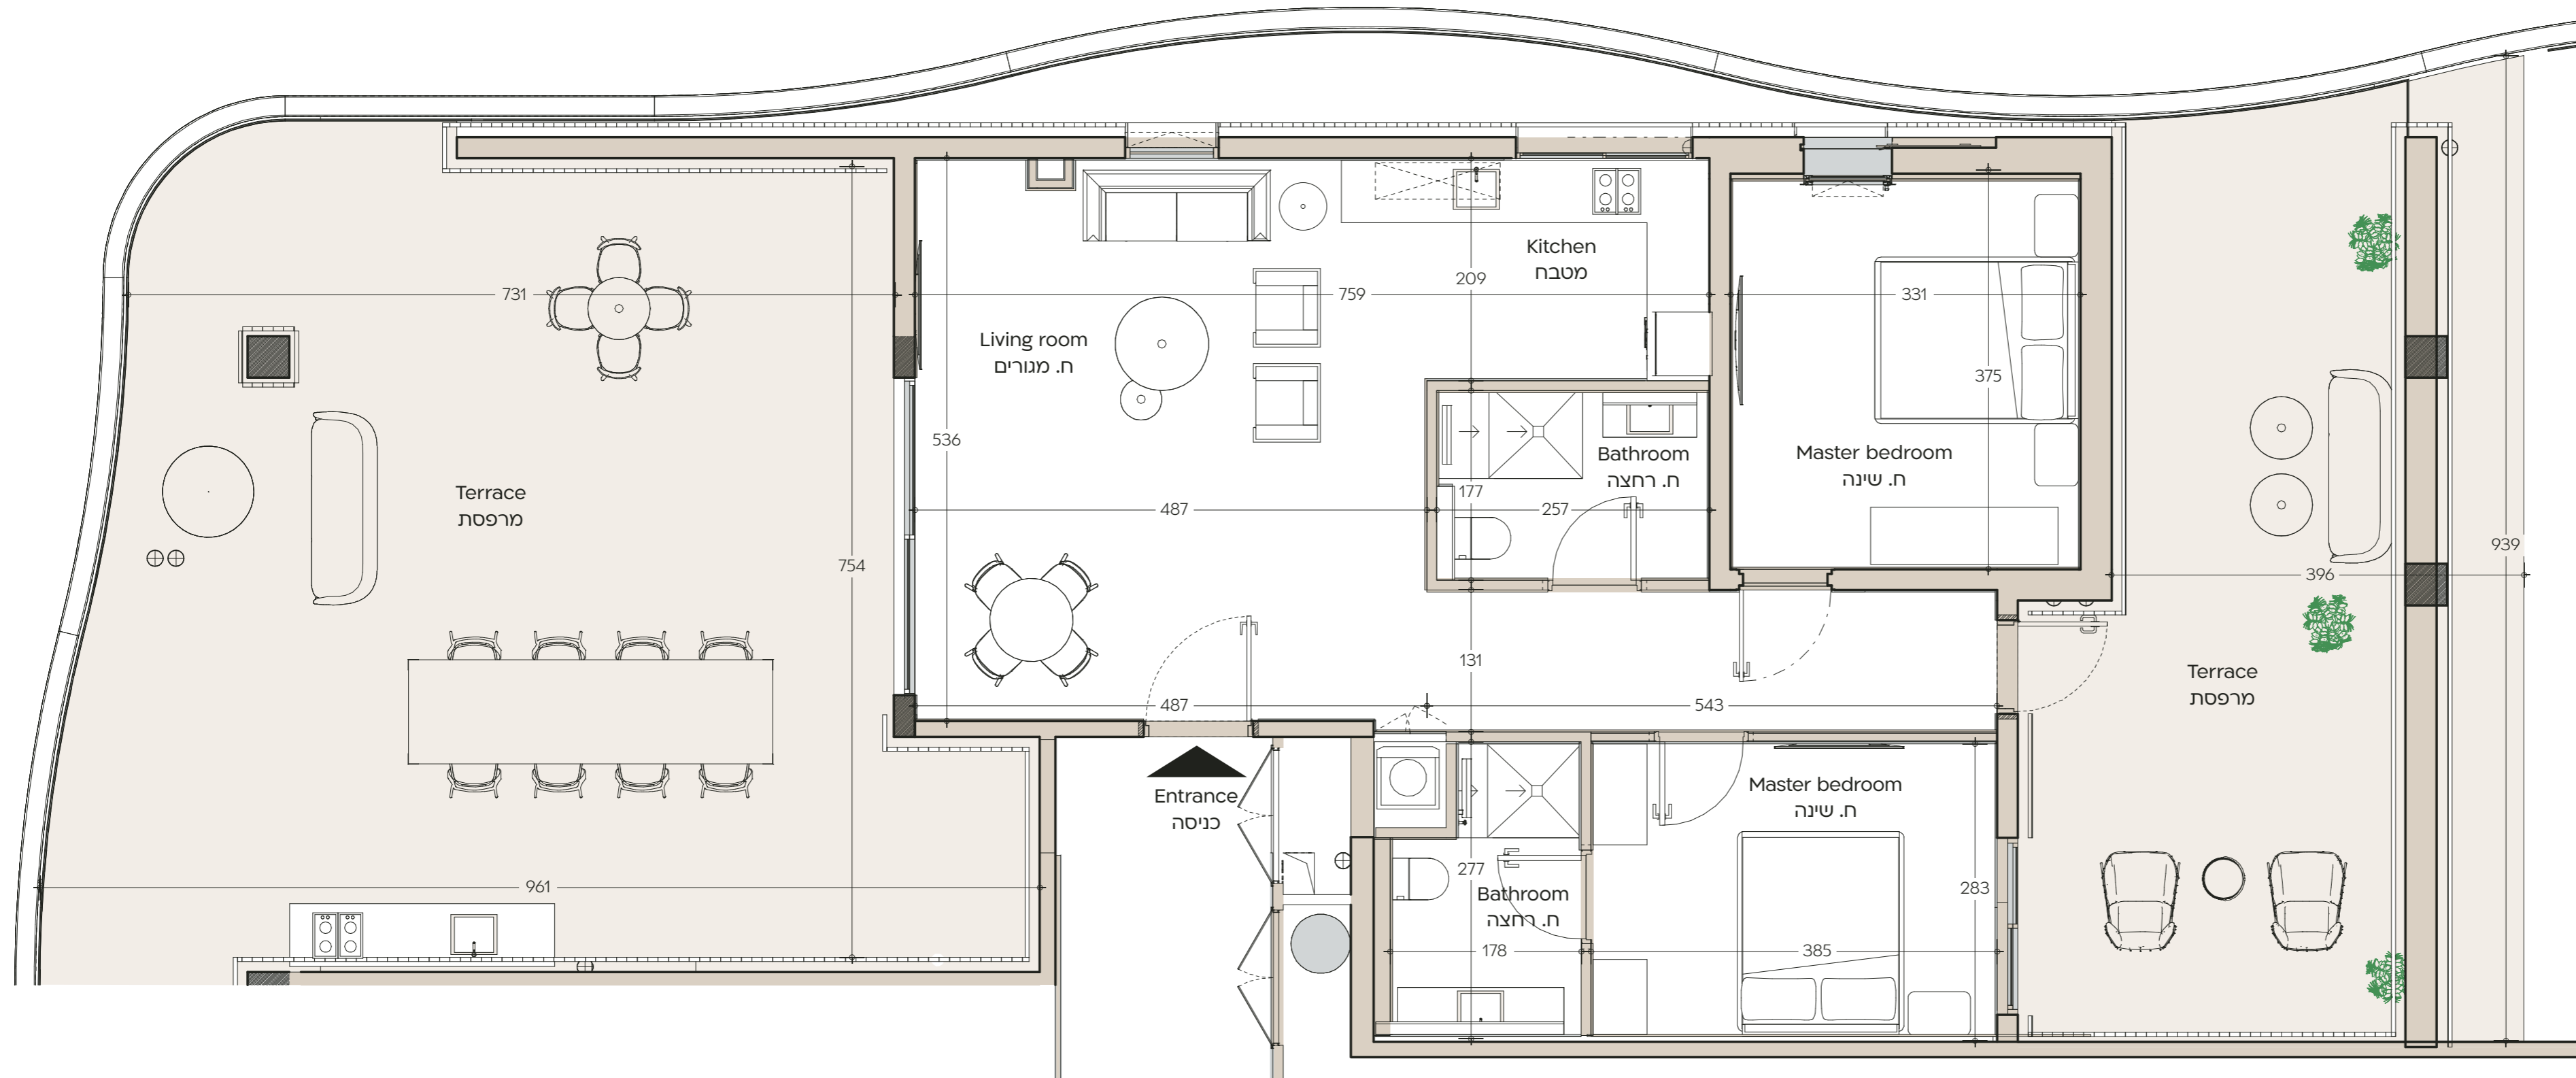 Kitchen
מטבח
209
731
759
331
Living room
ח. מגורים
375
536
Master bedroom
ח. שינה
Bathroom
ח. רחצה
177
Terrace
מרפסת
487
257
939
754
396
131
Terrace
מרפסת
487
543
Entrance
כניסה
Master bedroom
ח. שינה
277
961
283
Bathroom
ח. רחצה
178
385